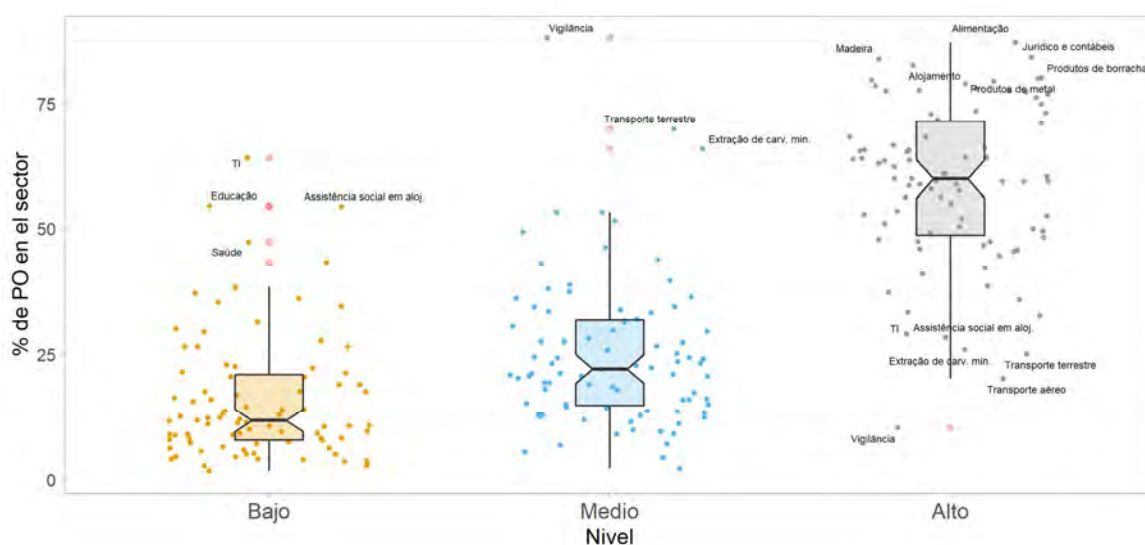 Vigilância
Alimentação
Madeira
Jurídico e contábeis
Produtos de borracha
Alojamento
Produtos de metal
75
Transporte terrestre
Extração de carv. min.
TI
Educação
Assistência social em aloj.
50
Saúde
% de PO en el sector
TI
Assistência social em aloj.
25
Extração de carv. min.
Transporte terrestre
Transporte aéreo
Vigilância
0
Bajo
Medio
Alto
Nivel